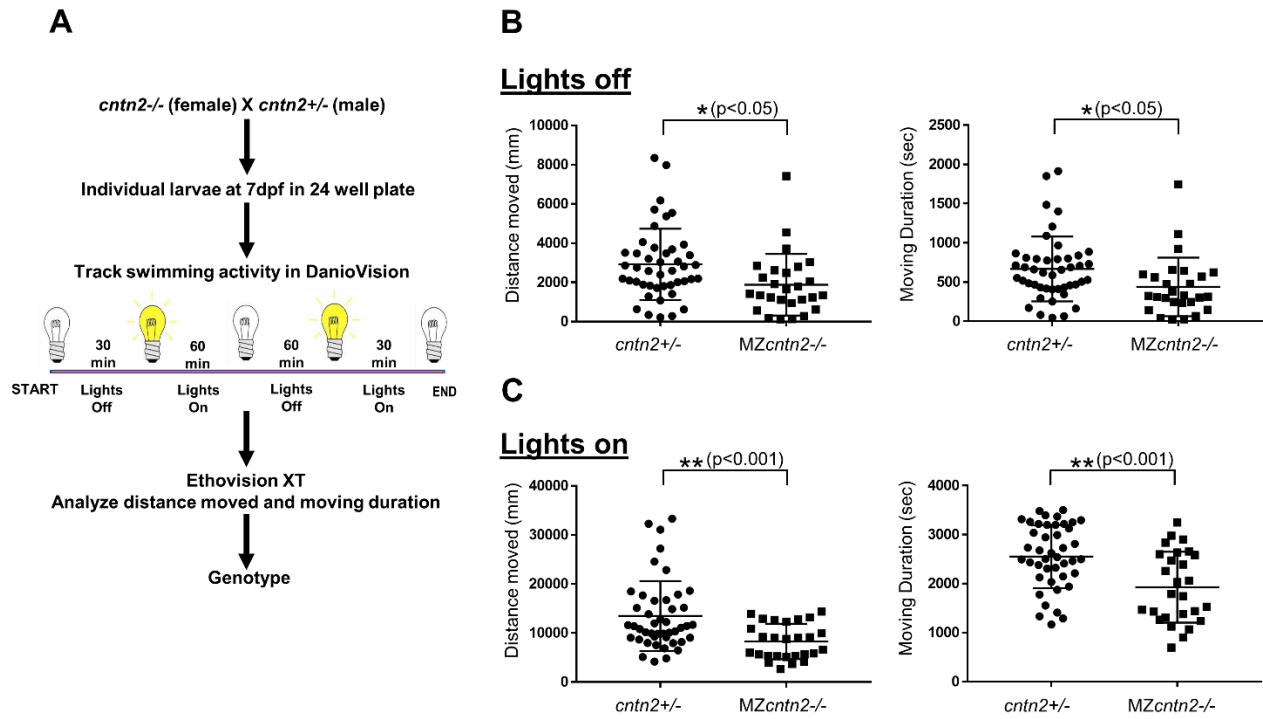 A
cntn2-/- (female) X cntn2+/- (male)
Individual larvae at 7dpf in 24 well plate
Track swimming activity in DanioVision
30 min
60 min
60 min
30 min
START
Lights Off
Lights On
Lights Off
Lights On
END
Ethovision XT
Analyze distance moved and moving duration
Genotype
B
Lights off
*(p<0.05)
Distance moved (mm)
10000
8000
6000
4000
2000
0
cntn2+/-
MZcntn2-/-
*(p<0.05)
Moving Duration (sec)
2500
2000
1500
1000
500
0
cntn2+/-
MZcntn2-/-
C
Lights on
**(p<0.001)
Distance moved (mm)
40000
30000
20000
10000
0
cntn2+/-
MZcntn2-/-
**(p<0.001)
Moving Duration (sec)
4000
3000
2000
1000
0
cntn2+/-
MZcntn2-/-